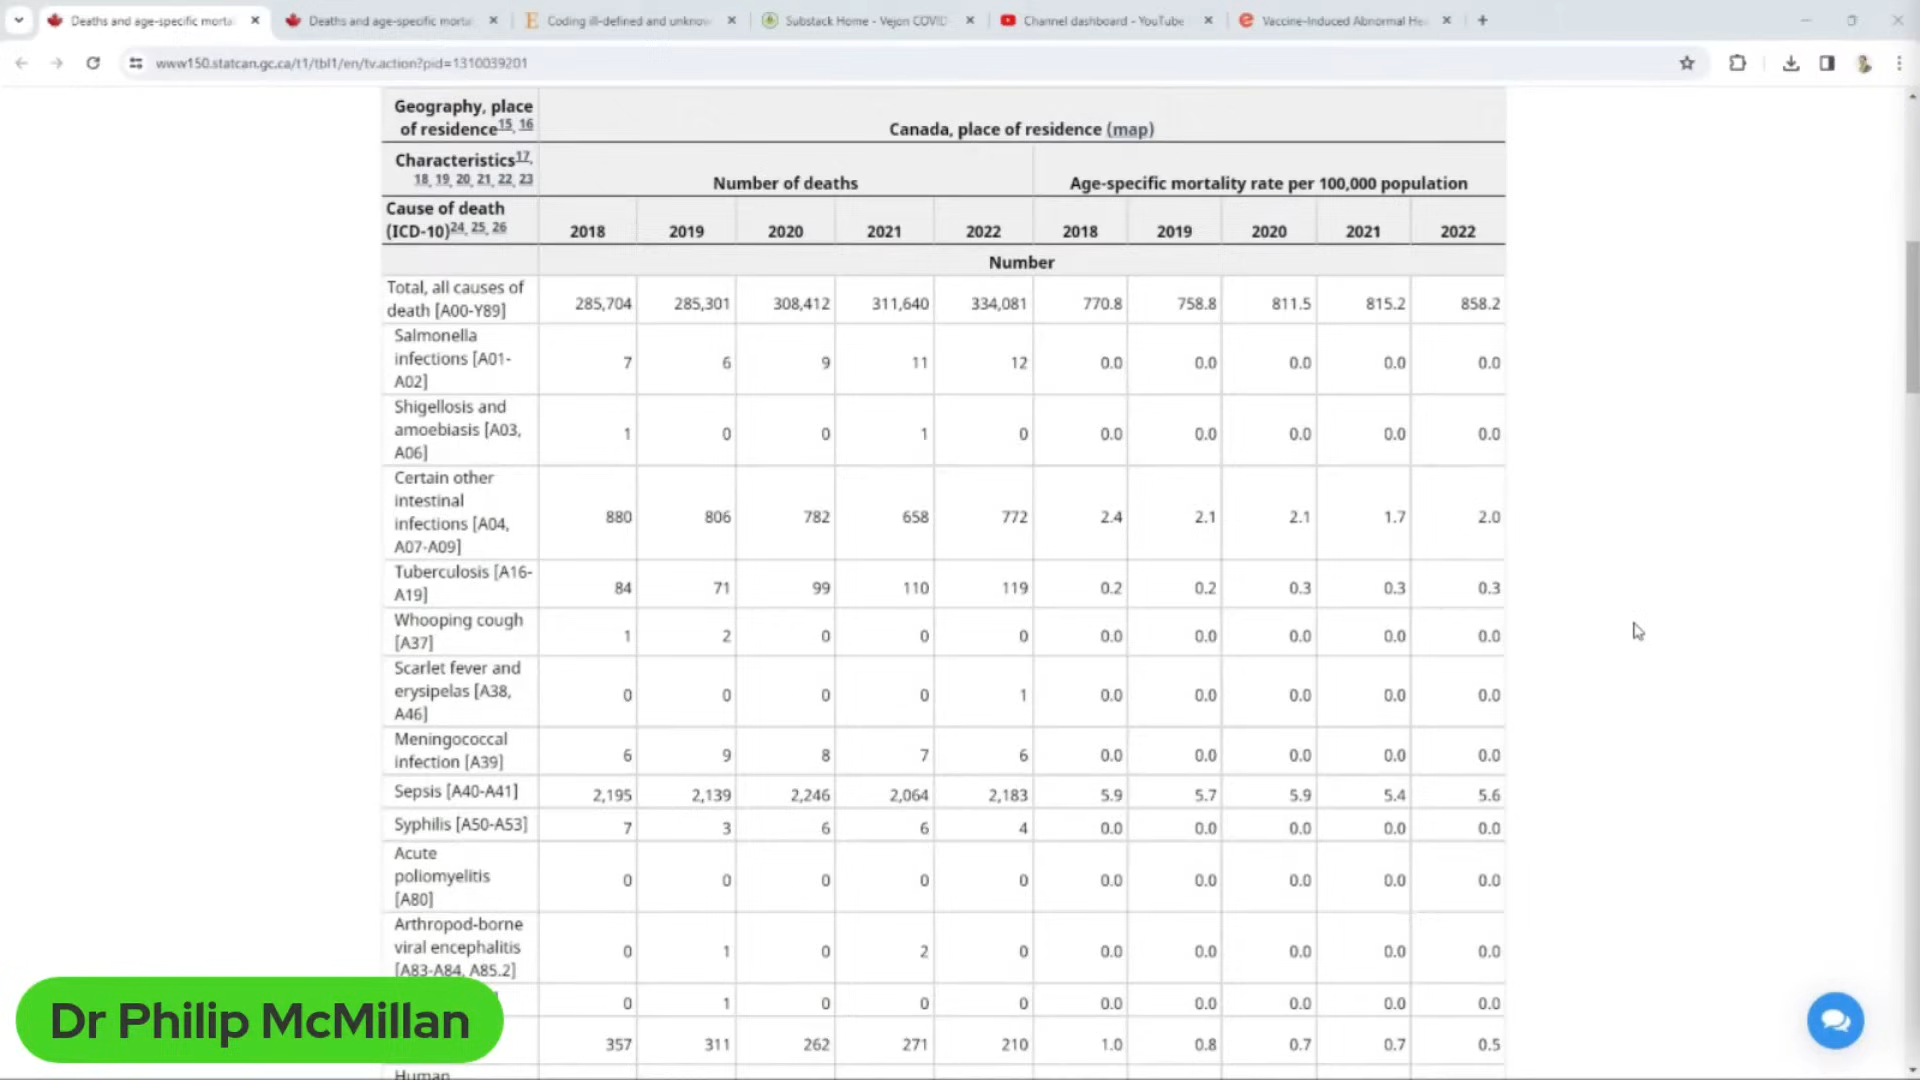 Deaths and age-specific morta
Deaths and age-specific morta
Coding ill-defined and unknow
Substack Home - Vejon COVID
Channel dashboard - YouTube
Vaccine-Induced Abnormal He
www150.statcan.gc.ca/t1/tbl1/en/tv.action?pid=1310039201
Geography, place
of residence15, 16
Canada, place of residence (map)
Characteristics17,
18, 19, 20, 21, 22, 23
Number of deaths
Age-specific mortality rate per 100,000 population
Cause of death
(ICD-10)24, 25, 26
2018 2019 2020 2021 2022 2018 2019 2020 2021 2022
Number
Total, all causes of
death [A00-Y89]
285,704 285,301 308,412 311,640 334,081 770.8 758.8 811.5 815.2 858.2
Salmonella
infections [A01-
A02]
7 6 9 11 12 0.0 0.0 0.0 0.0 0.0
Shigellosis and
amoebiasis [A03,
A06]
1 0 0 1 0 0.0 0.0 0.0 0.0 0.0
Certain other
intestinal
infections [A04,
A07-A09]
880 806 782 658 772 2.4 2.1 2.1 1.7 2.0
Tuberculosis [A16-
A19]
84 71 99 110 119 0.2 0.2 0.3 0.3 0.3
Whooping cough
[A37]
1 2 0 0 0 0.0 0.0 0.0 0.0 0.0
Scarlet fever and
erysipelas [A38,
A46]
0 0 0 0 1 0.0 0.0 0.0 0.0 0.0
Meningococcal
infection [A39]
6 9 8 7 6 0.0 0.0 0.0 0.0 0.0
Sepsis [A40-A41]
2,195 2,139 2,246 2,064 2,183 5.9 5.7 5.9 5.4 5.6
Syphilis [A50-A53]
7 3 6 6 4 0.0 0.0 0.0 0.0 0.0
Acute
poliomyelitis
[A80]
0 0 0 0 0 0.0 0.0 0.0 0.0 0.0
Arthropod-borne
viral encephalitis
[A83-A84, A85.2]
0 1 0 2 0 0.0 0.0 0.0 0.0 0.0
0 1 0 0 0 0.0 0.0 0.0 0.0 0.0
357 311 262 271 210 1.0 0.8 0.7 0.7 0.5
Human
Dr Philip McMillan